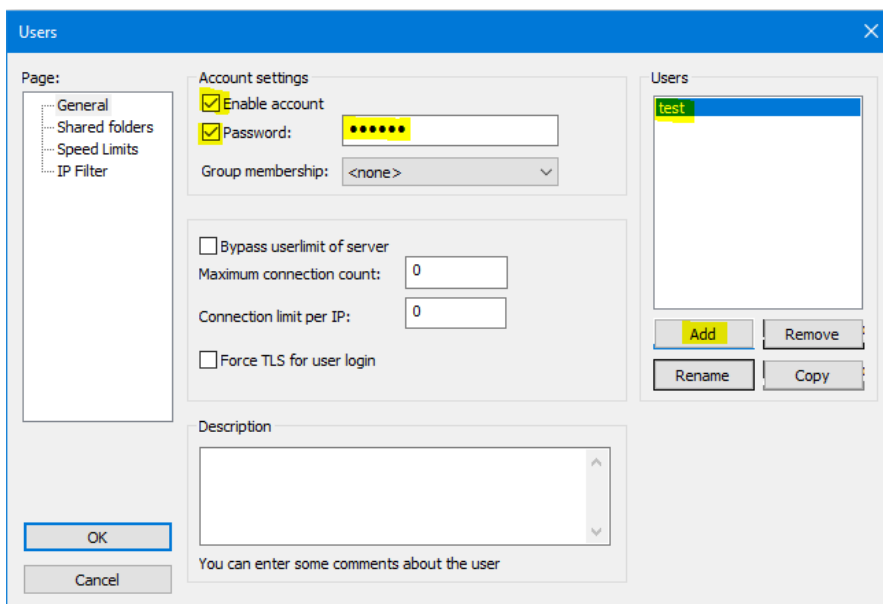 Users
Page:
General
Shared folders
Speed Limits
IP Filter
OK
Cancel
Account settings
Enable account
Password: ••••••
Group membership: <none>
Bypass userlimit of server
Maximum connection count: 0
Connection limit per IP: 0
Force TLS for user login
Description
You can enter some comments about the user
Users
test
Add Remove
Rename Copy